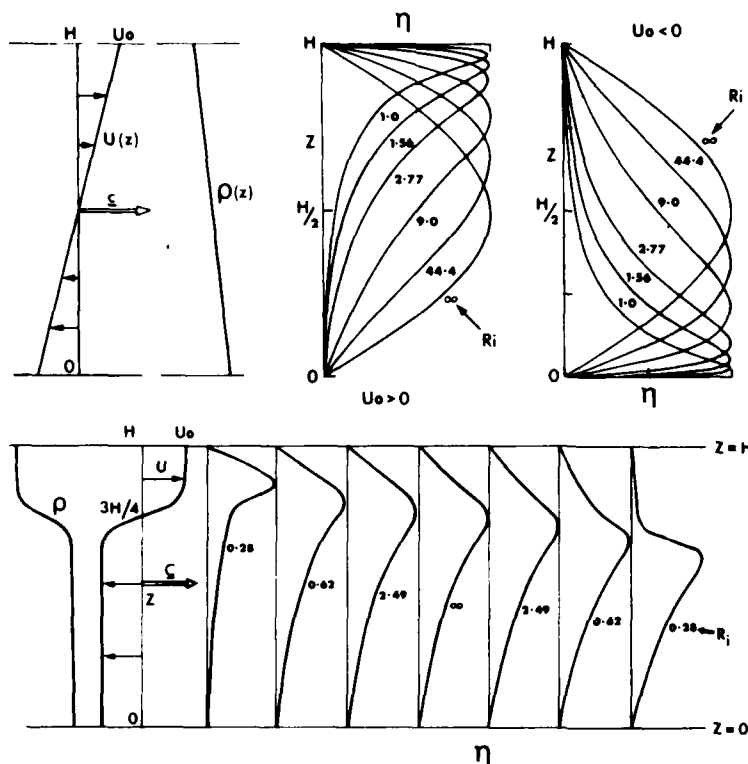 H Uo
U(z)
c
ρ(z)
0
η
H
1.0
1.56
Z
2.77
H/2
9.0
44.4
∞
Ri
0
Uo>0
Uo<0
H
Ri
∞
Z
44.4
9.0
H/2
2.77
1.56
1.0
0
η
H Uo
Z=H
U
ρ
3H/4
0.28
c
Z
0.62
2.49
∞
2.49
0.62
0.28
Ri
0
Z=0
η